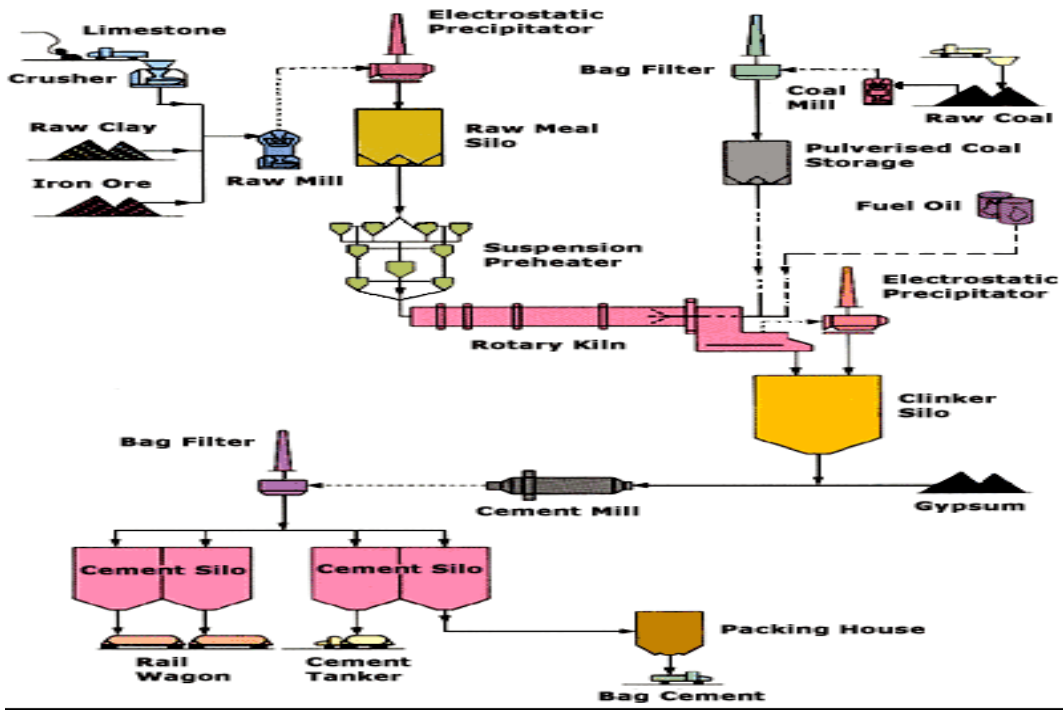 Limestone
Crusher
Raw Clay
Iron Ore
Raw Mill
Electrostatic
Precipitator
Raw Meal
Silo
Suspension
Preheater
Rotary Kiln
Bag Filter
Coal
Mill
Raw Coal
Pulverised Coal
Storage
Fuel Oil
Electrostatic
Precipitator
Clinker
Silo
Gypsum
Cement Mill
Bag Filter
Cement Silo
Cement Silo
Rail
Wagon
Cement
Tanker
Packing House
Bag Cement